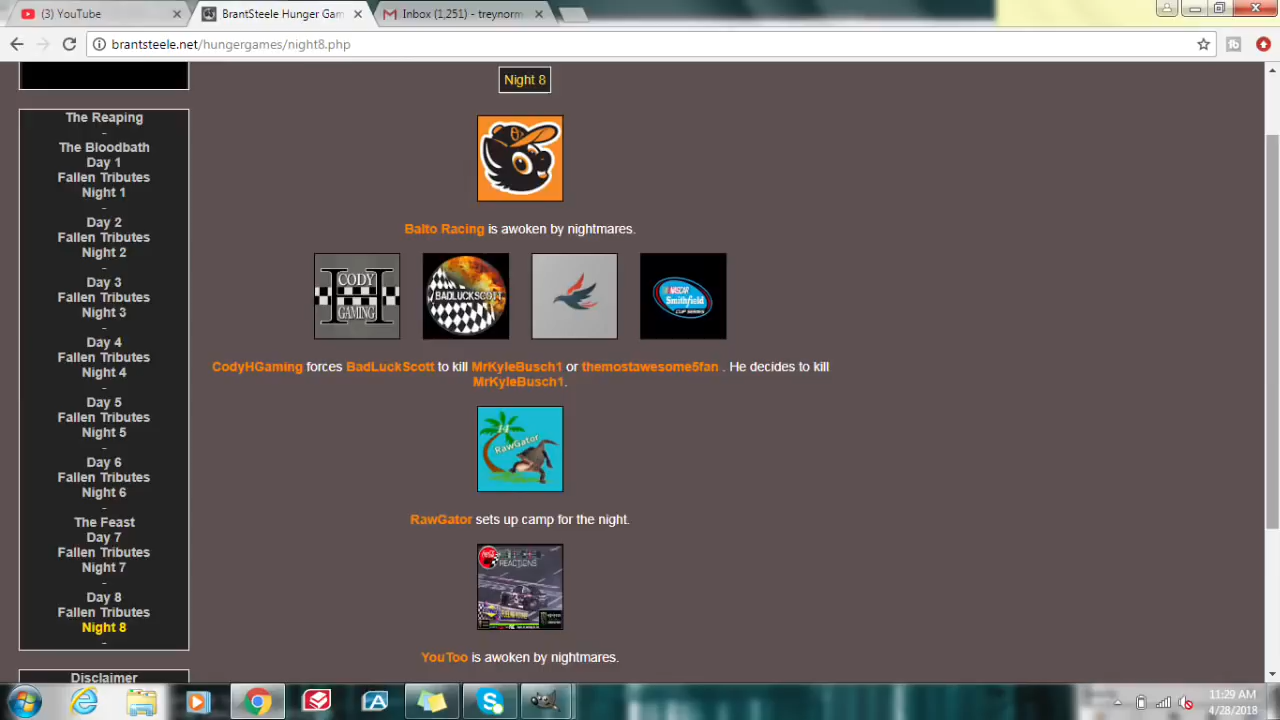 (3) YouTube
BrantSteele Hunger Gam
Inbox (1,251) - treynorm
brantsteele.net/hungergames/night8.php
Night 8
The Reaping
-
The Bloodbath
Day 1
Fallen Tributes
Night 1
-
Day 2
Fallen Tributes
Night 2
-
Day 3
Fallen Tributes
Night 3
-
Day 4
Fallen Tributes
Night 4
-
Day 5
Fallen Tributes
Night 5
-
Day 6
Fallen Tributes
Night 6
-
The Feast
Day 7
Fallen Tributes
Night 7
-
Day 8
Fallen Tributes
Night 8
-
Disclaimer
Balto Racing is awoken by nightmares.
CODY
GAMING
BADLUCKSCOTT
NASCAR
Smithfield
CUP SERIES
CodyHGaming forces BadLuckScott to kill MrKyleBusch1 or themostawesome5fan . He decides to kill
MrKyleBusch1.
RawGator
RawGator sets up camp for the night.
REACTIONS
YouToo is awoken by nightmares.
11:29 AM
4/28/2018